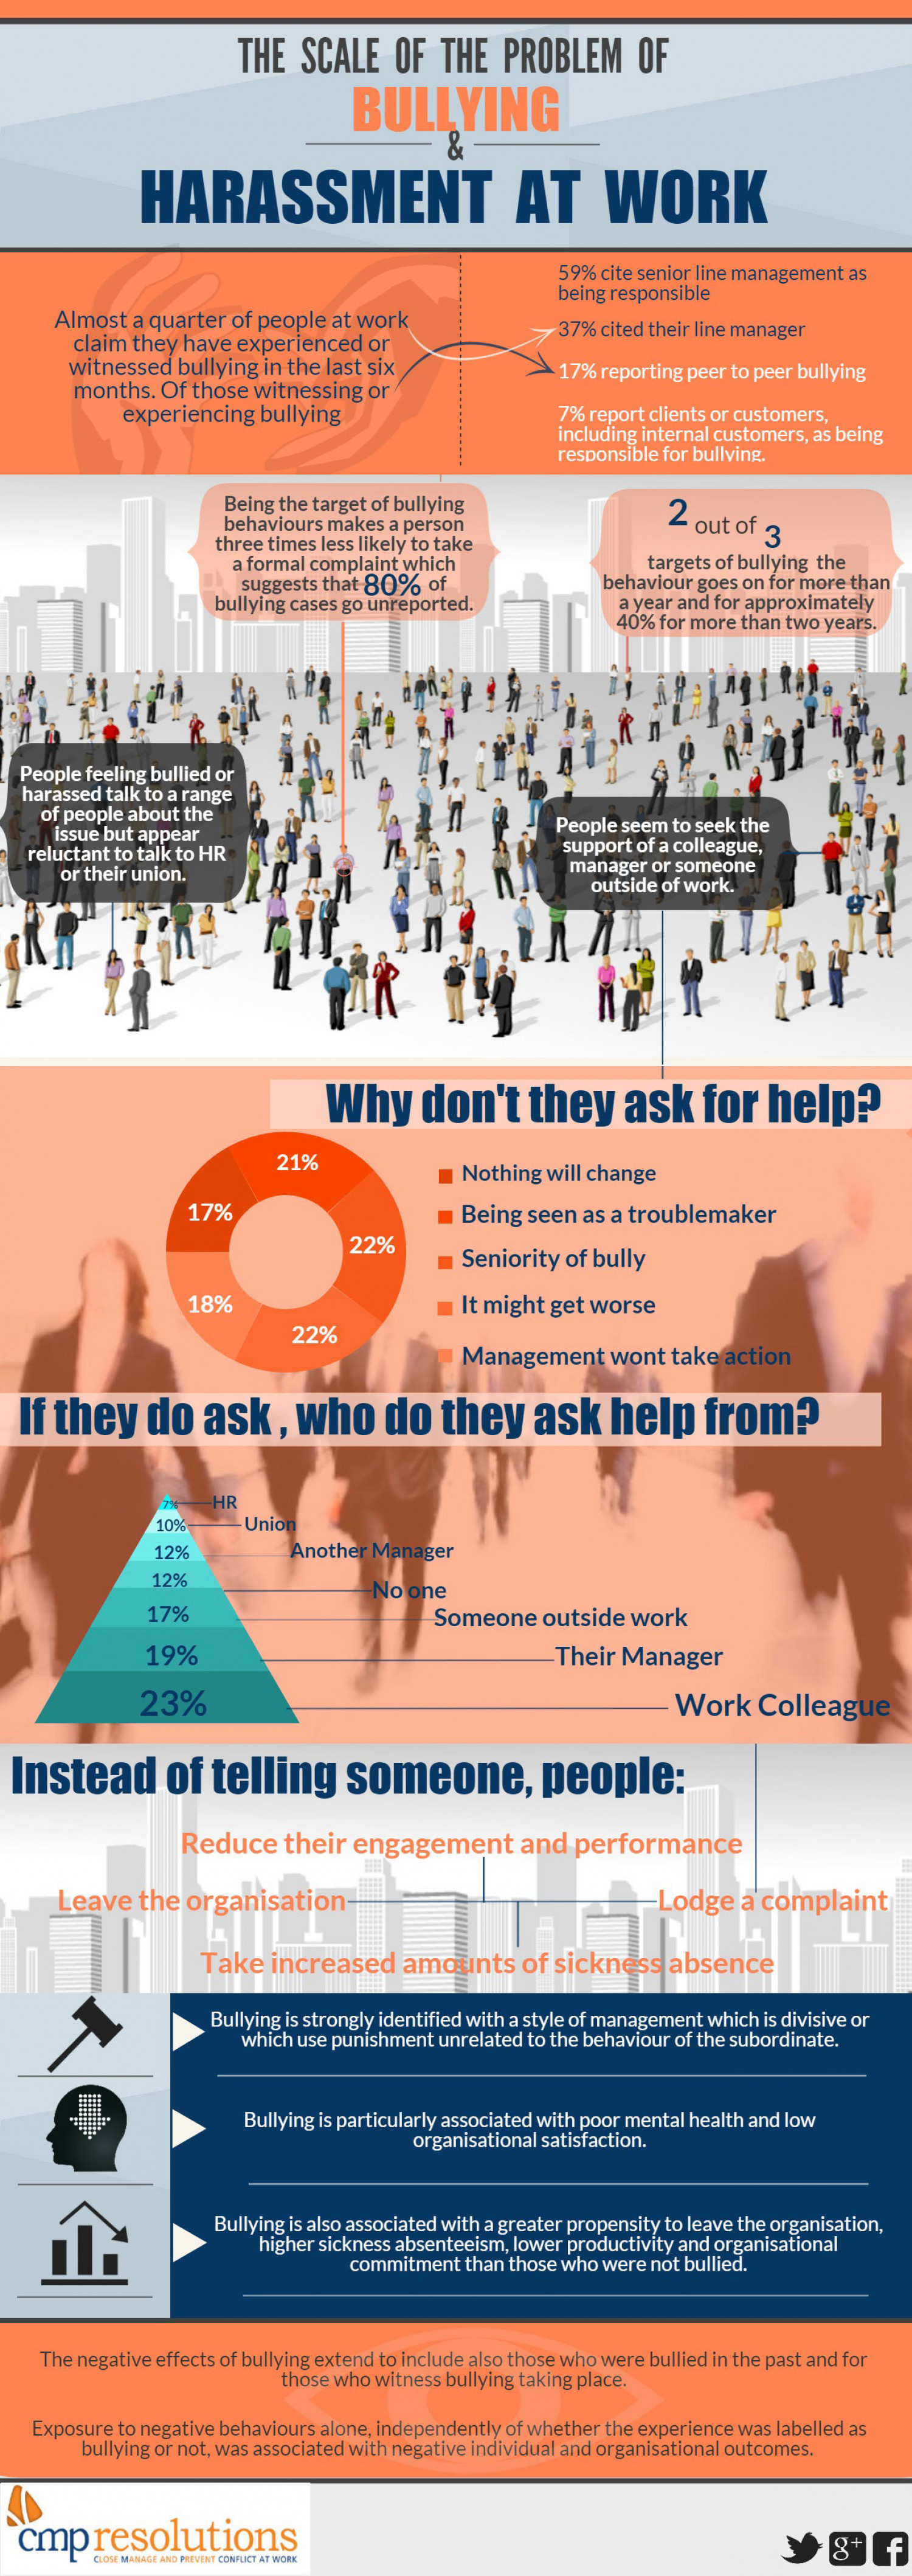 THE SCALE OF THE PROBLEM OF
BULLYING
&
HARASSMENT AT WORK
Almost a quarter of people at work
claim they have experienced or
witnessed bullying in the last six
months. Of those witnessing or
experiencing bullying
59% cite senior line management as
being responsible
37% cited their line manager
17% reporting peer to peer bullying
7% report clients or customers,
including internal customers, as being
responsible for bullying.
Being the target of bullying
behaviours makes a person
three times less likely to take
a formal complaint which
suggests that 80% of
bullying cases go unreported.
2 out of 3
targets of bullying the
behaviour goes on for more than
a year and for approximately
40% for more than two years.
People feeling bullied or
harassed talk to a range
of people about the
issue but appear
reluctant to talk to HR
or their union.
People seem to seek the
support of a colleague,
manager or someone
outside of work.
Why don't they ask for help?
21%
17%
22%
18%
22%
Nothing will change
Being seen as a troublemaker
Seniority of bully
It might get worse
Management wont take action
If they do ask , who do they ask help from?
7% HR
10% Union
12% Another Manager
12% No one
17% Someone outside work
19% Their Manager
23% Work Colleague
Instead of telling someone, people:
Reduce their engagement and performance
Leave the organisation
Lodge a complaint
Take increased amounts of sickness absence
Bullying is strongly identified with a style of management which is divisive or
which use punishment unrelated to the behaviour of the subordinate.
Bullying is particularly associated with poor mental health and low
organisational satisfaction.
Bullying is also associated with a greater propensity to leave the organisation,
higher sickness absenteeism, lower productivity and organisational
commitment than those who were not bullied.
The negative effects of bullying extend to include also those who were bullied in the past and for
those who witness bullying taking place.
Exposure to negative behaviours alone, independently of whether the experience was labelled as
bullying or not, was associated with negative individual and organisational outcomes.
cmp resolutions
CLOSE MANAGE AND PREVENT CONFLICT AT WORK
g+ f